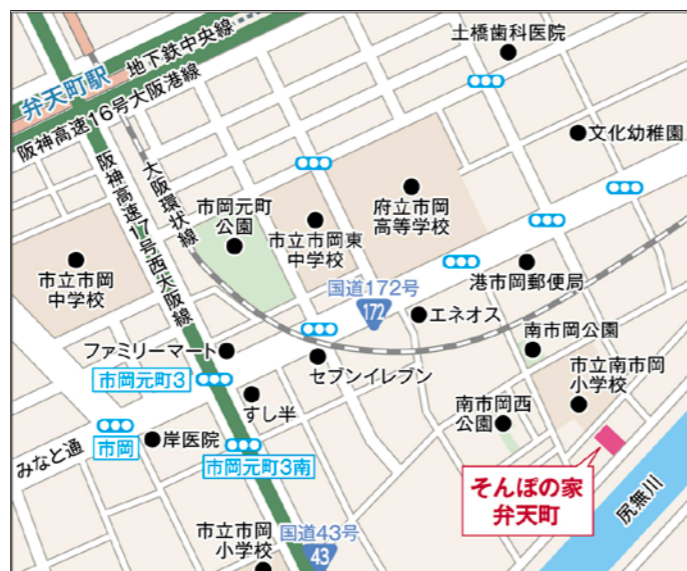 土橋歯科医院
地下鉄中央線
弁天町駅
阪神高速16号大阪港線
文化幼稚園
大阪環状線
阪神高速17号西大阪線
市岡元町
公園
市立市岡東
中学校
府立市岡
高等学校
市立市岡
中学校
港市岡郵便局
国道172号
172
エネオス
南市岡公園
ファミリーマート
セブンイレブン
市立南市岡
小学校
市岡元町3
すし半
南市岡西
公園
みなと通
市岡
岸医院
市岡元町3南
そんぽの家
弁天町
尻無川
市立市岡
小学校
国道43号
43